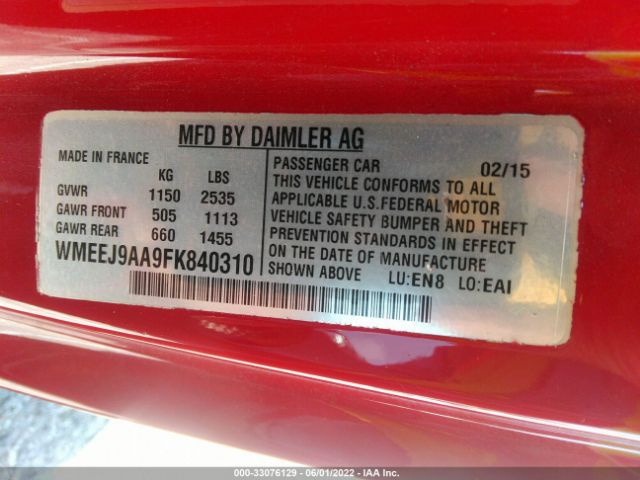 MFD BY DAIMLER AG
MADE IN FRANCE
KG LBS
GVWR 1150 2535
GAWR FRONT 505 1113
GAWR REAR 660 1455
WMEEJ9AA9FK840310
PASSENGER CAR 02/15
THIS VEHICLE CONFORMS TO ALL
APPLICABLE U.S.FEDERAL MOTOR
VEHICLE SAFETY BUMPER AND THEFT
PREVENTION STANDARDS IN EFFECT
ON THE DATE OF MANUFACTURE
SHOWN ABOVE LU:EN8 LO:EAI
000-33076129 - 06/01/2022 - IAA Inc.